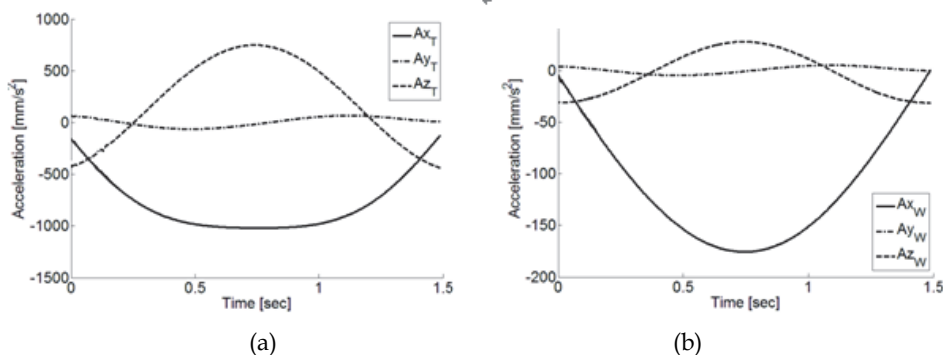 1000
500
0
-500
-1000
-1500
Acceleration [mm/s²]
Ax_T
Ay_T
Az_T
0
0.5
1
1.5
Time [sec]
(a)
0
-50
-100
-150
-200
Acceleration [mm/s²]
Ax_W
Ay_W
Az_W
0
0.5
1
1.5
Time [sec]
(b)